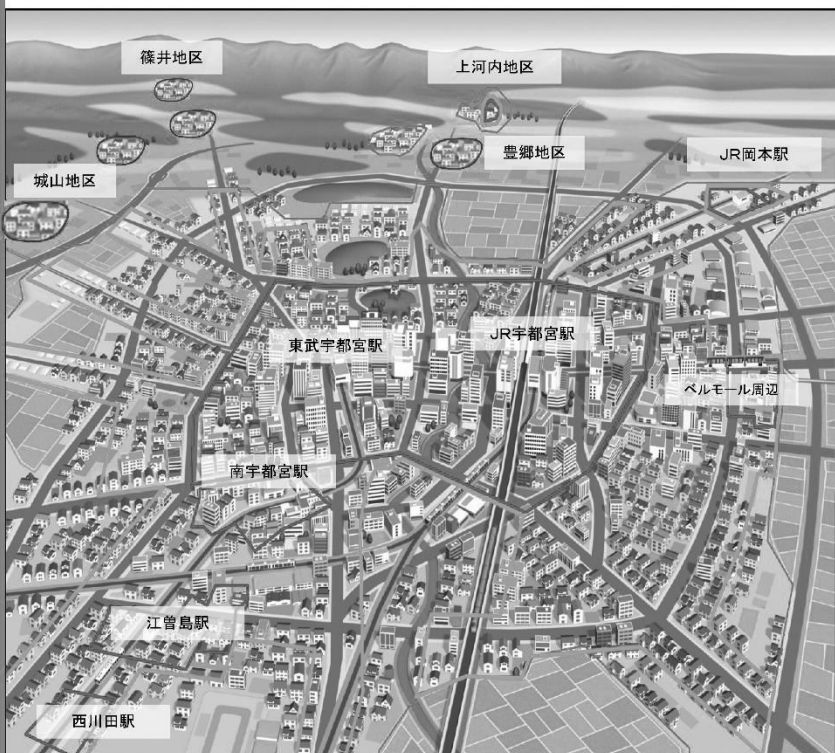 篠井地区
上河内地区
豊郷地区
JR岡本駅
城山地区
東武宇都宮駅
JR宇都宮駅
ベルモール周辺
南宇都宮駅
江曽島駅
西川田駅